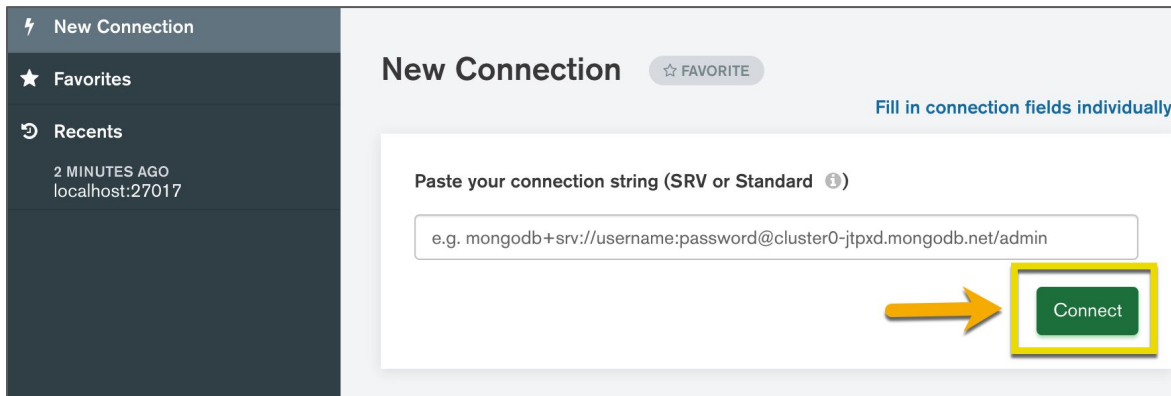 New Connection
Favorites
Recents
2 MINUTES AGO
localhost:27017
New Connection
FAVORITE
Fill in connection fields individually
Paste your connection string (SRV or Standard)
e.g. mongodb+srv://username:password@cluster0-jtpxd.mongodb.net/admin
Connect